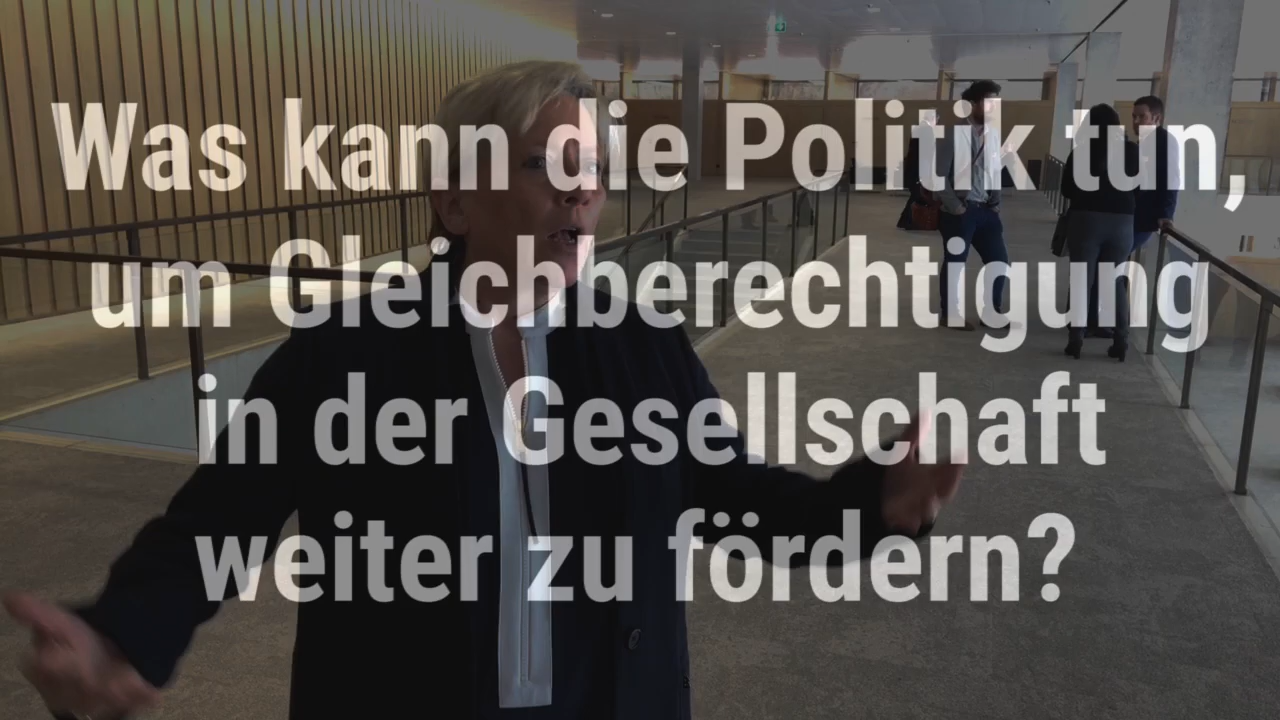 Was kann die Politik tun,
um Gleichberechtigung
in der Gesellschaft
weiter zu fördern?